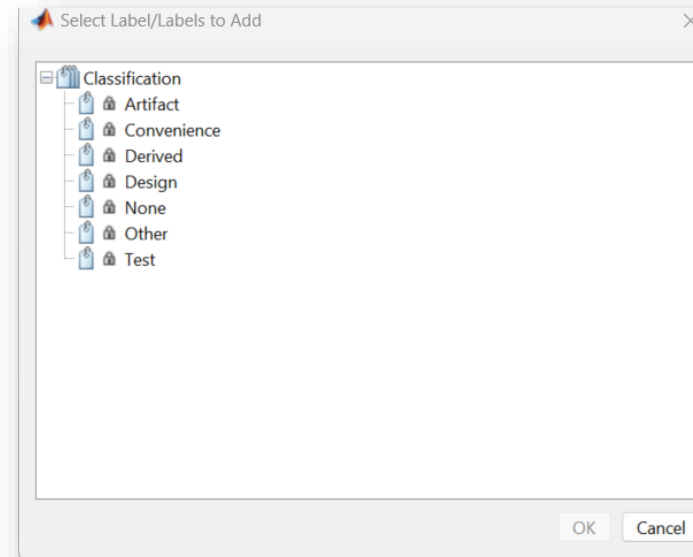 Select Label/Labels to Add
Classification
Artifact
Convenience
Derived
Design
None
Other
Test
OK Cancel